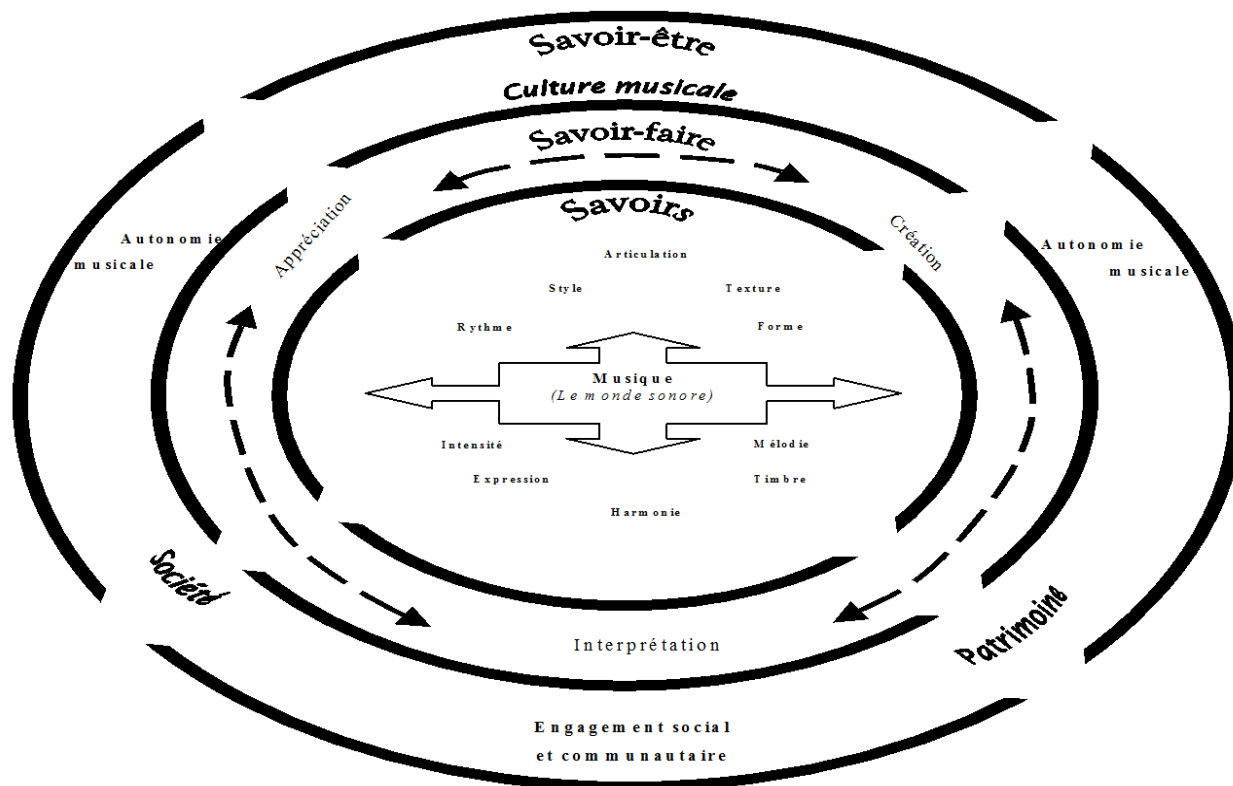 Savoir-être
Culture musicale
Savoir-faire
Savoirs
Appréciation
Création
Autonomie
musicale
Autonomie
musicale
Articulation
Style
Texture
Rythme
Forme
Musique
(Le monde sonore)
Intensité
Mélodie
Expression
Timbre
Harmonie
Société
Patrimoine
Interprétation
Engagement social
et communautaire